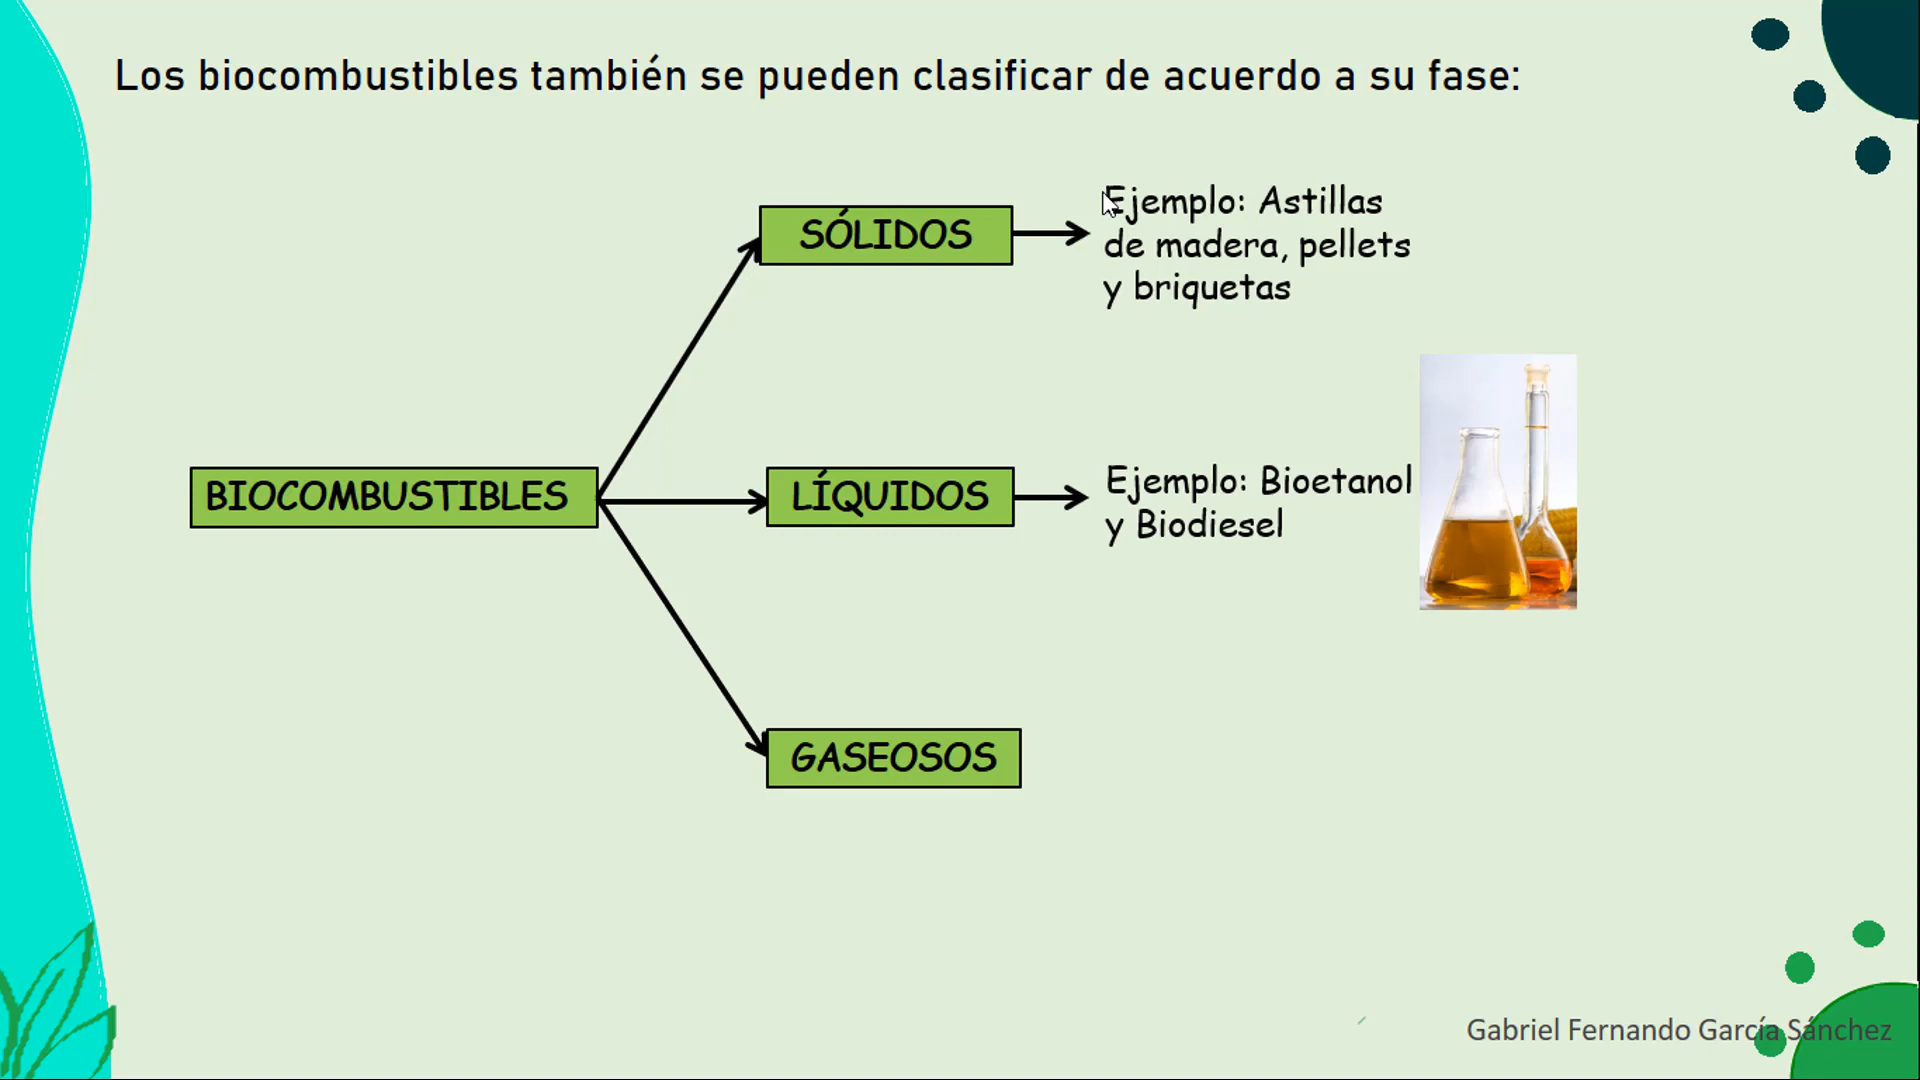 Los biocombustibles también se pueden clasificar de acuerdo a su fase:
SÓLIDOS
Ejemplo: Astillas
de madera, pellets
y briquetas
BIOCOMBUSTIBLES
LÍQUIDOS
Ejemplo: Bioetanol
y Biodiesel
GASEOSOS
Gabriel Fernando García Sánchez